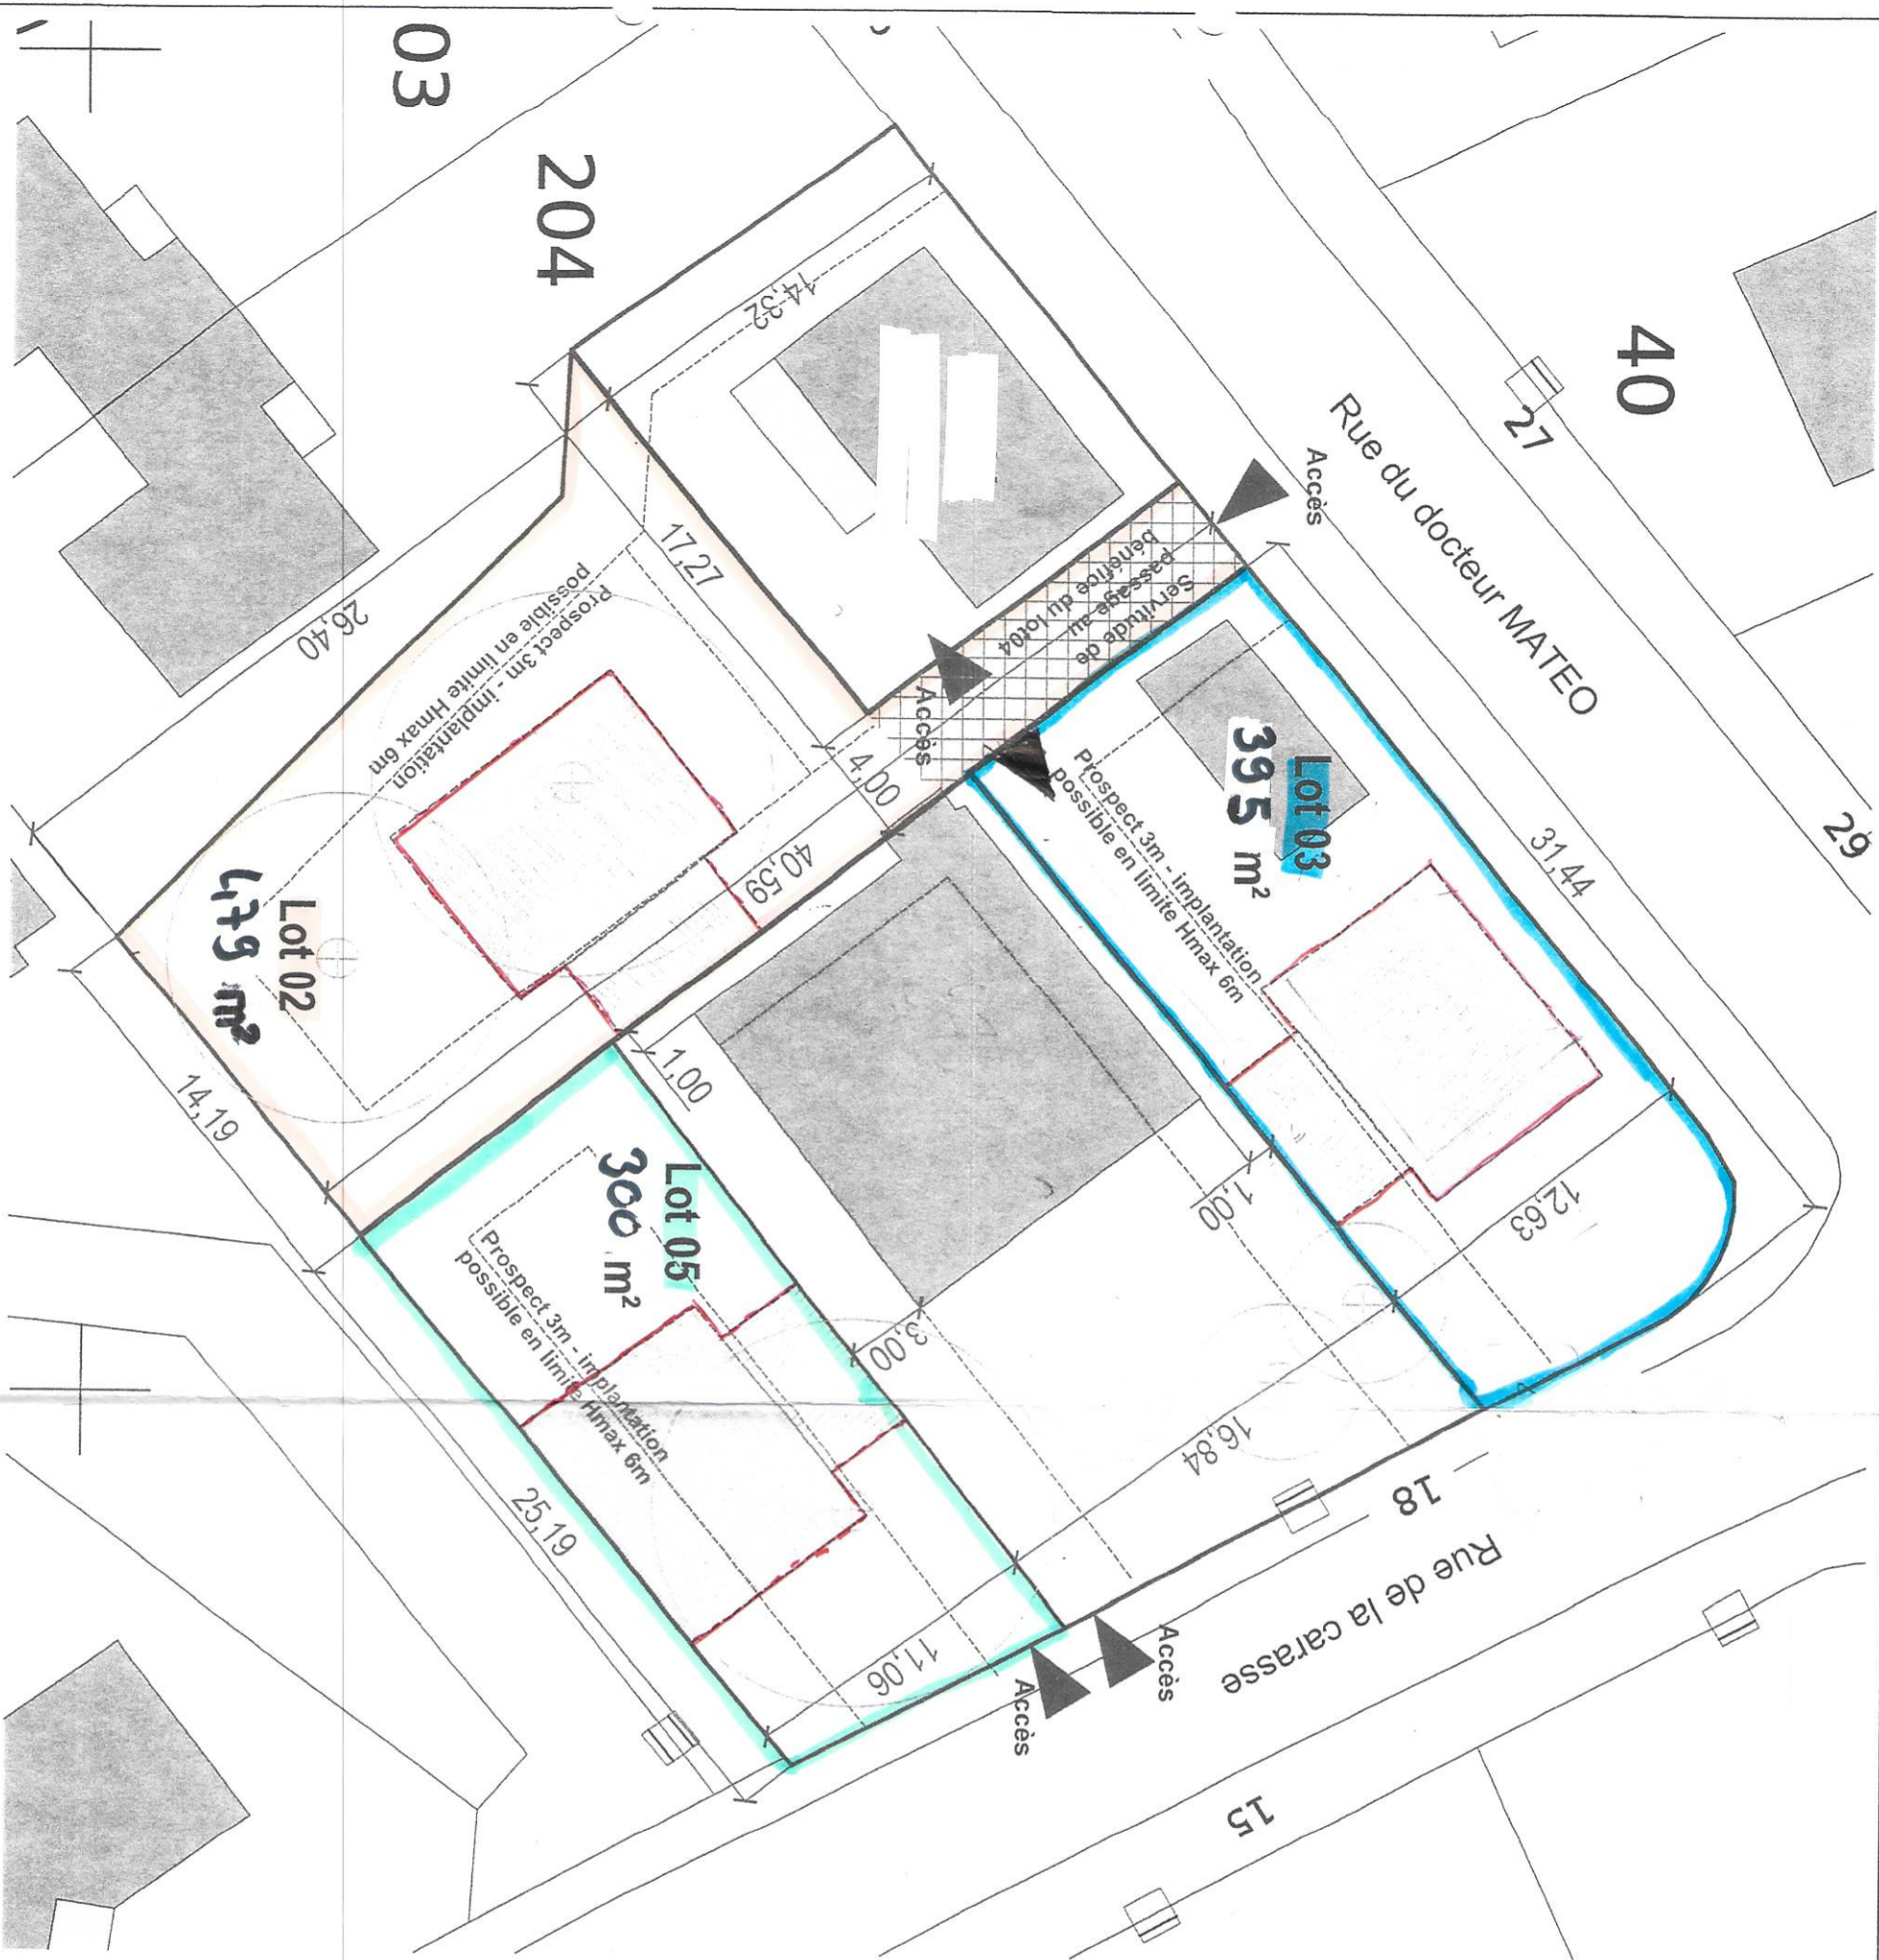 03
204
40
27
29
Rue du docteur MATEO
Accès
14,32
17,27
Servitude de
passage au
bénéfice du lot04
Accès
4,00
40,59
26,40
Prospect 3m - implantation
possible en limite Hmax 6m
Lot 02
479 m²
14,19
Lot 03
395 m²
Prospect 3m - implantation
possible en limite Hmax 6m
31,44
12,63
1,00
1,00
3,00
16,84
Lot 05
300 m²
Prospect 3m - implantation
possible en limite Hmax 6m
25,19
11,06
Accès
Accès
18
Rue de la carasse
15